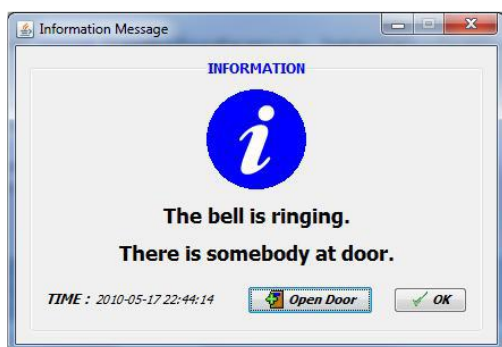 Information Message
INFORMATION
i
The bell is ringing.
There is somebody at door.
TIME : 2010-05-17 22:44:14 Open Door OK